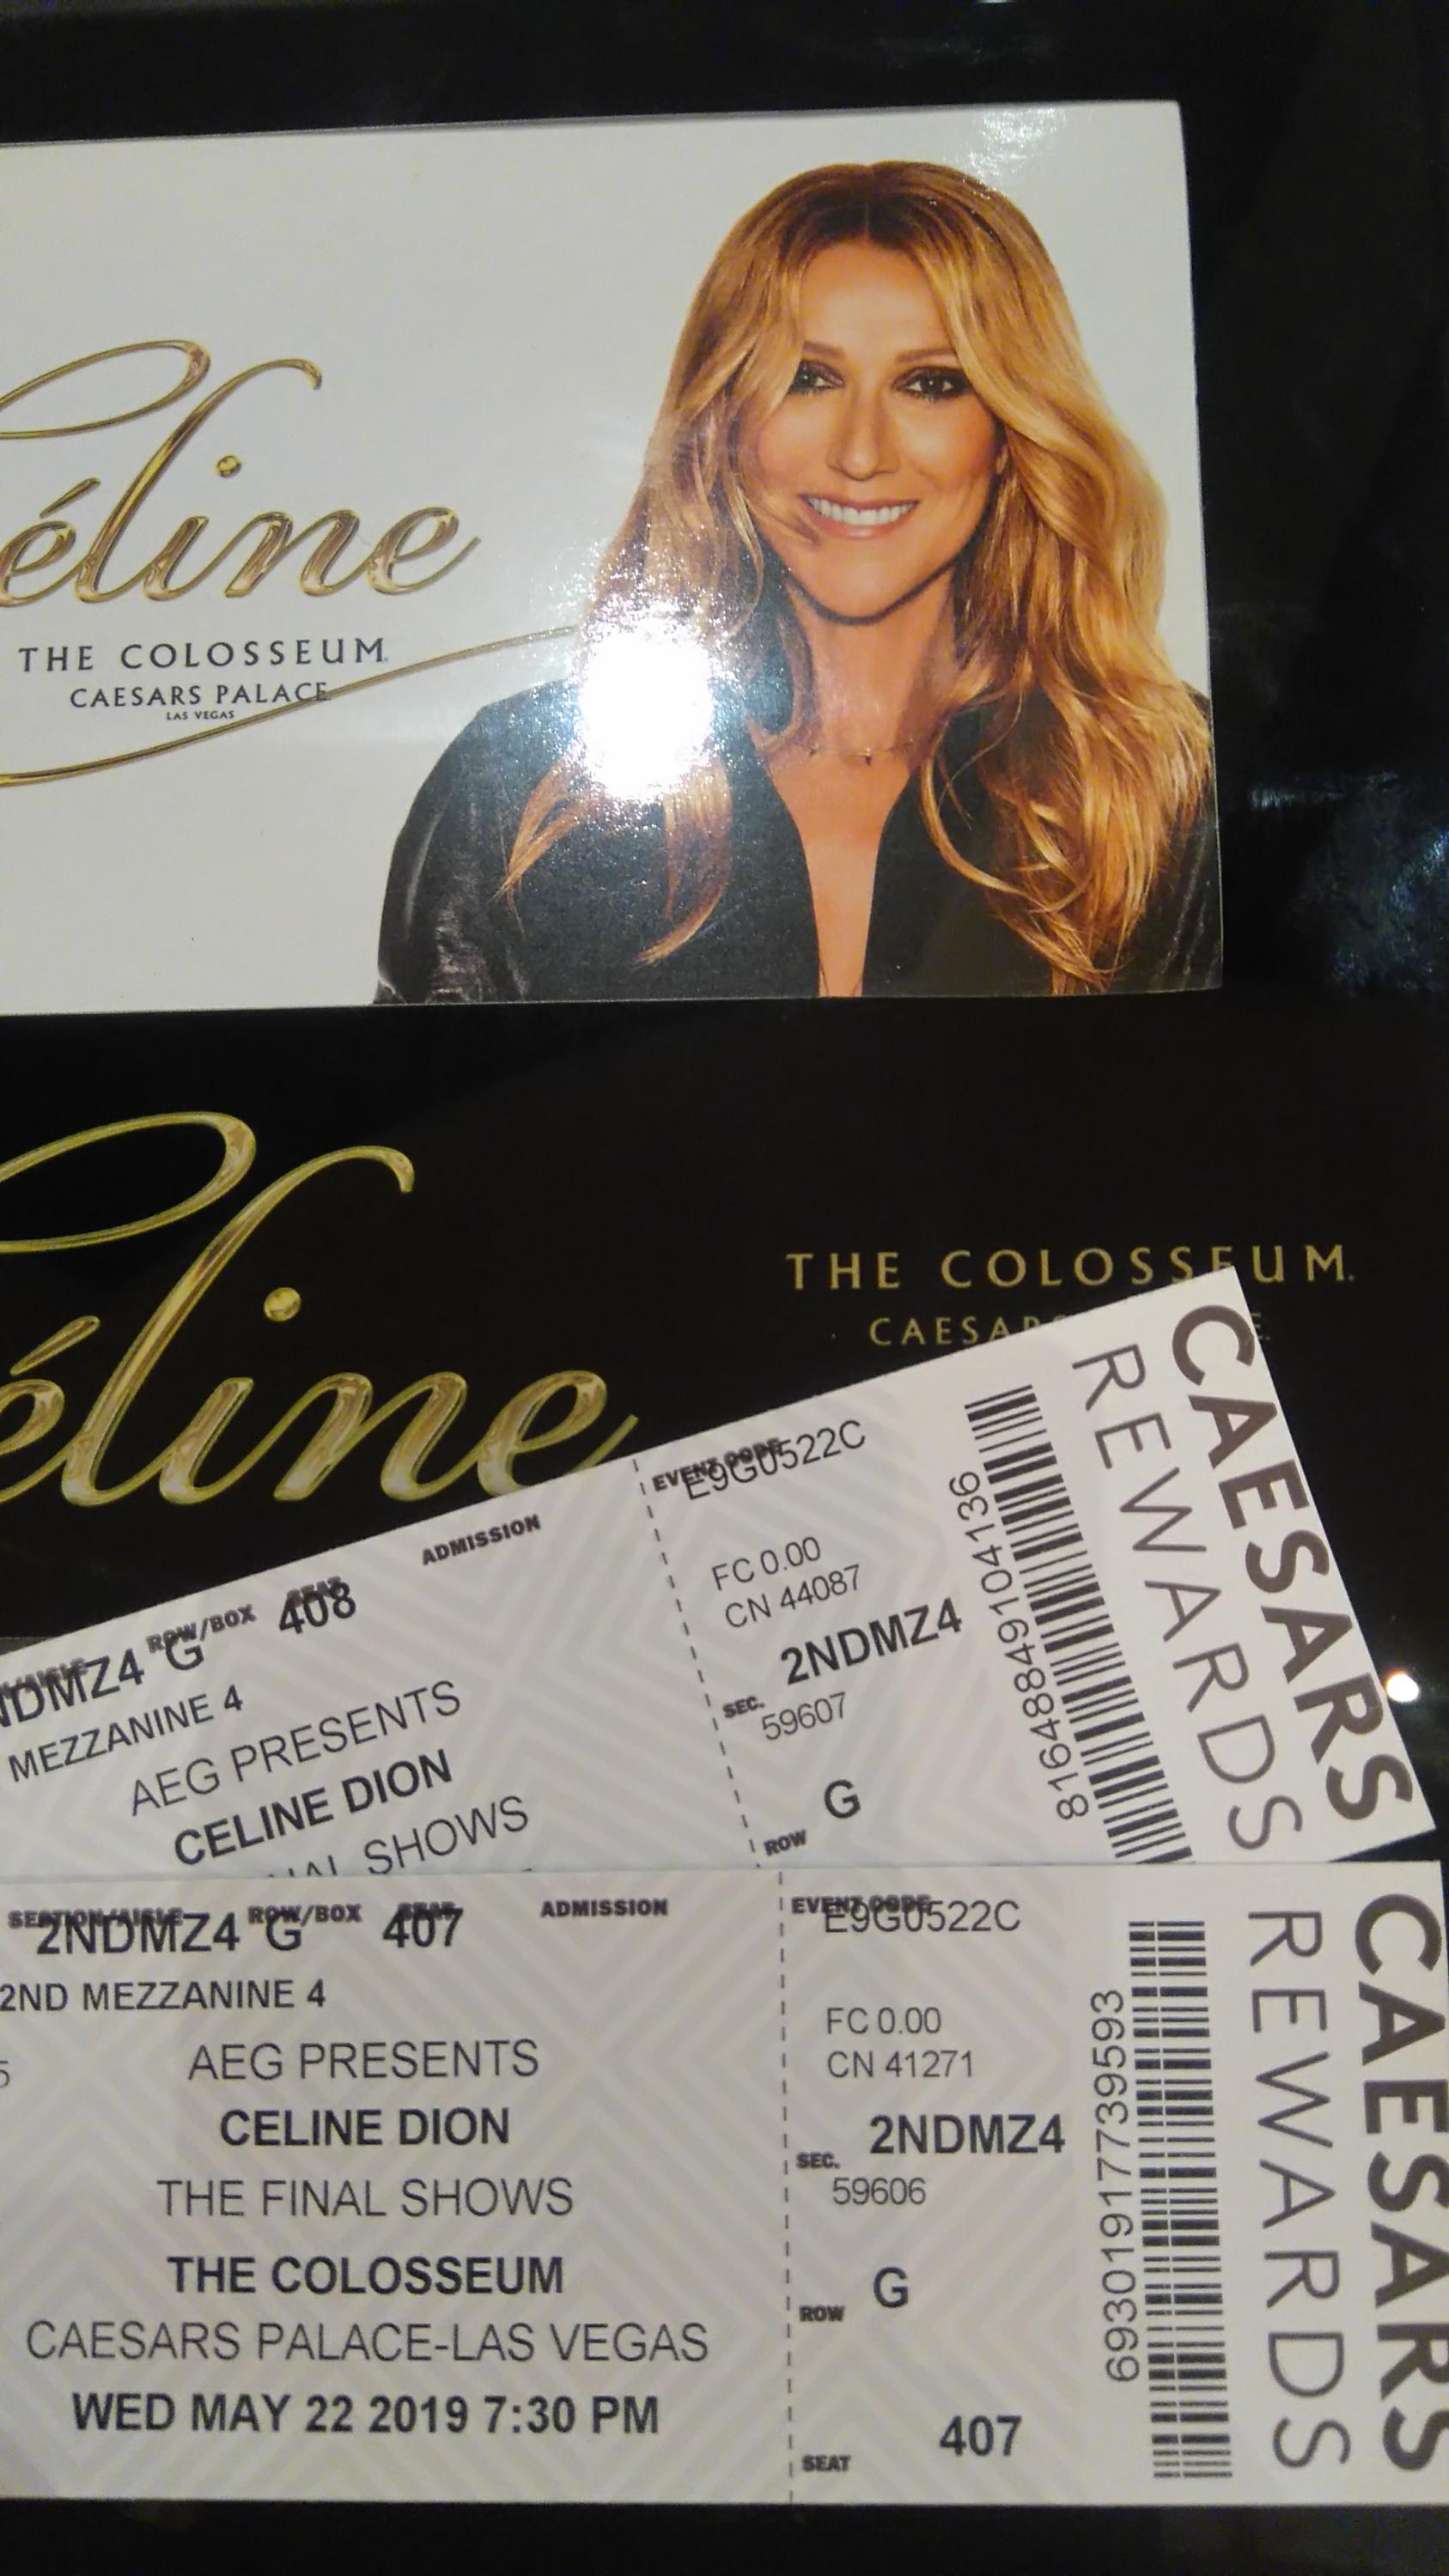 éline
THE COLOSSEUM
CAESARS PALACE
LAS VEGAS
éline
THE COLOSSEUM
CAESARS
ROW/BOX SEAT ADMISSION EVENT CODE
NDMZ4 G 408 E9G0522C
MEZZANINE 4
AEG PRESENTS
CELINE DION
SHOWS
FC 0.00
CN 44087
2NDMZ4
SEC.
59607
G
ROW
81648849104136
CAESARS
REWARDS
SECTION/AISLE ROW/BOX SEAT ADMISSION EVENT CODE
2NDMZ4 G 407 E9G0522C
2ND MEZZANINE 4
5
AEG PRESENTS
CELINE DION
THE FINAL SHOWS
THE COLOSSEUM
CAESARS PALACE-LAS VEGAS
WED MAY 22 2019 7:30 PM
FC 0.00
CN 41271
2NDMZ4
SEC.
59606
G
ROW
407
SEAT
69301917739593
CAESARS
REWARDS